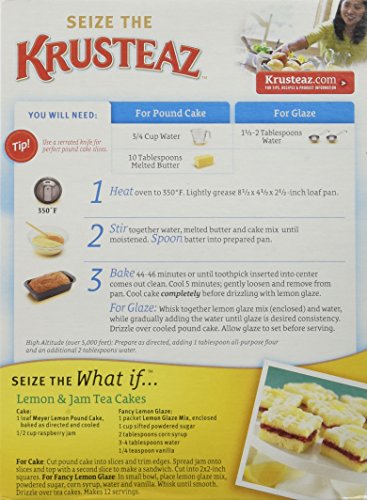 SEIZE THE
KRUSTEAZ™
Krusteaz.com
FOR TIPS, RECIPES & PRODUCT INFORMATION
YOU WILL NEED:
For Pound Cake
For Glaze
Tip!
Use a serrated knife for
perfect pound cake slices.
3/4 Cup Water
1½-2 Tablespoons
Water
10 Tablespoons
Melted Butter
350°F
1 Heat oven to 350°F. Lightly grease 8½ x 4½ x 2½-inch loaf pan.
2 Stir together water, melted butter and cake mix until
moistened. Spoon batter into prepared pan.
3 Bake 44-46 minutes or until toothpick inserted into center
comes out clean. Cool 5 minutes; gently loosen and remove from
pan. Cool cake completely before drizzling with lemon glaze.
For Glaze: Whisk together lemon glaze mix (enclosed) and water,
while gradually adding the water until glaze is desired consistency.
Drizzle over cooled pound cake. Allow glaze to set before serving.
High Altitude (over 5,000 feet): Prepare as directed, adding 1 tablespoon all-purpose flour
and an additional 2 tablespoons water.
SEIZE THE What if...™
Lemon & Jam Tea Cakes
Cake:
1 loaf Meyer Lemon Pound Cake,
baked as directed and cooled
1/2 cup raspberry jam
Fancy Lemon Glaze:
1 packet Lemon Glaze Mix, enclosed
1 cup sifted powdered sugar
2 tablespoons corn syrup
3-4 tablespoons water
1/4 teaspoon vanilla
For Cake: Cut pound cake into slices and trim edges. Spread jam onto
slices and top with a second slice to make a sandwich. Cut into 2x2-inch
squares. For Fancy Lemon Glaze: In small bowl, place lemon glaze mix,
powdered sugar, corn syrup, water and vanilla. Whisk until smooth.
Drizzle over tea cakes. Makes 12 servings.